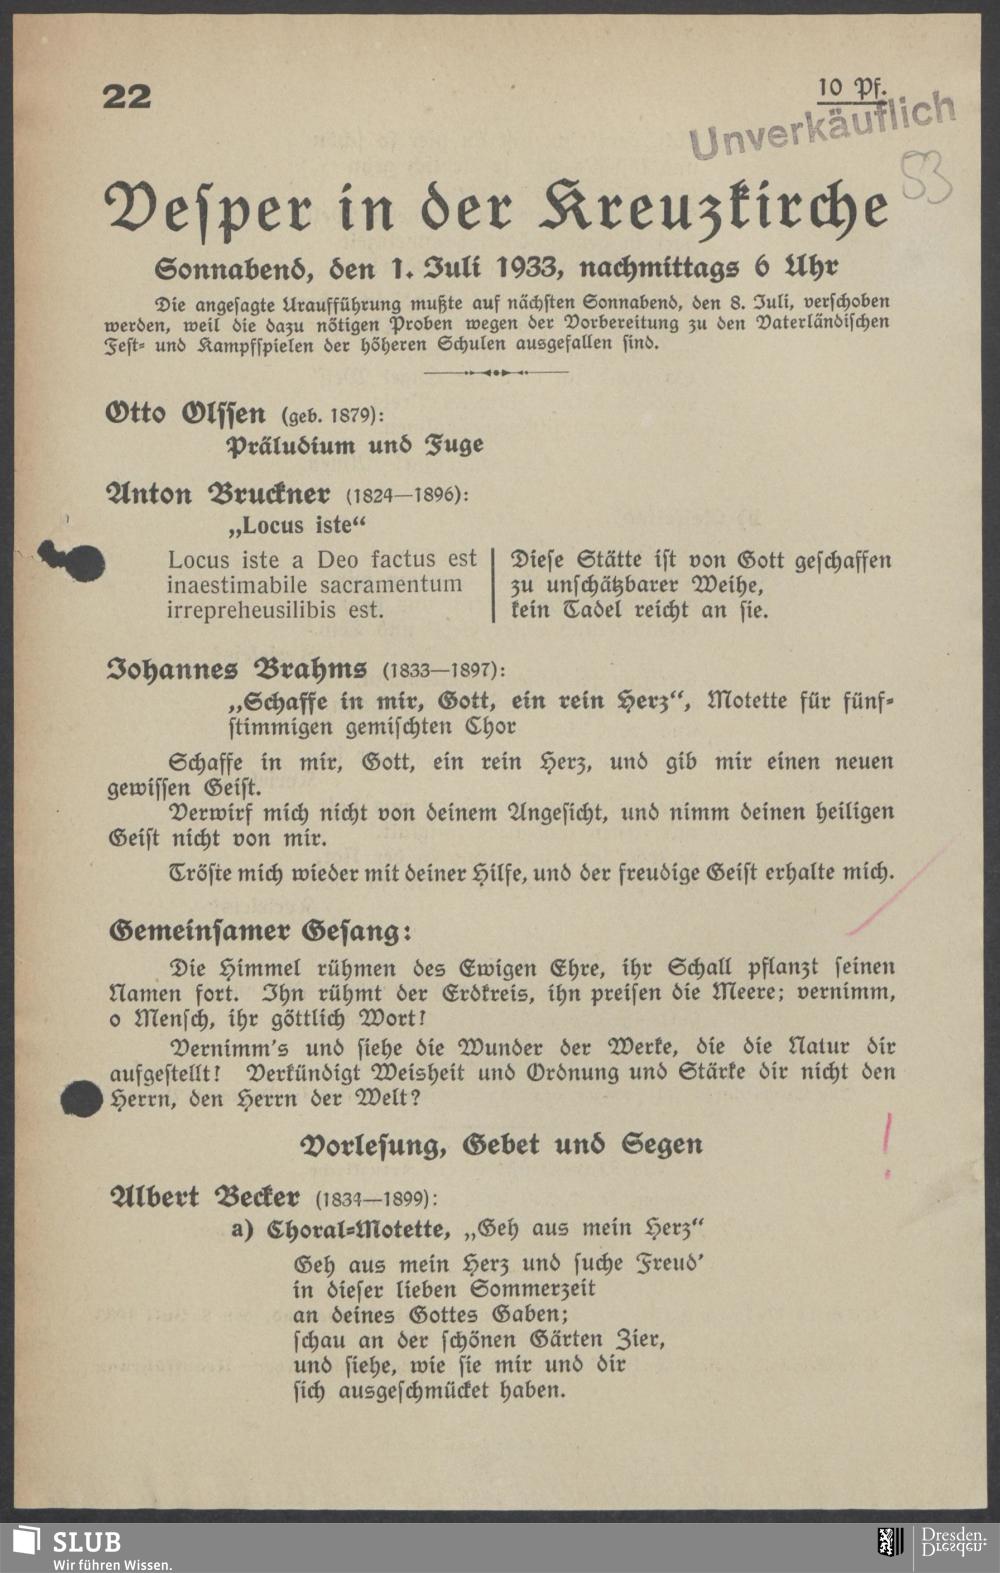 22
10 Pf.
Unverkäuflich
53
Vesper in der Kreuzkirche
Sonnabend, den 1. Juli 1933, nachmittags 6 Uhr
Die angesagte Uraufführung mußte auf nächsten Sonnabend, den 8. Juli, verschoben
werden, weil die dazu nötigen Proben wegen der Vorbereitung zu den Vaterländischen
Fest- und Kampfspielen der höheren Schulen ausgefallen sind.
Otto Olssen (geb. 1879):
Präludium und Fuge
Anton Bruckner (1824—1896):
„Locus iste“
Locus iste a Deo factus est
inaestimabile sacramentum
irrepreheusilibis est.
Diese Stätte ist von Gott geschaffen
zu unschätzbarer Weihe,
kein Tadel reicht an sie.
Johannes Brahms (1833—1897):
„Schaffe in mir, Gott, ein rein Herz“, Motette für fünf-
stimmigen gemischten Chor
Schaffe in mir, Gott, ein rein Herz, und gib mir einen neuen
gewissen Geist.
Verwirf mich nicht von deinem Angesicht, und nimm deinen heiligen
Geist nicht von mir.
Tröste mich wieder mit deiner Hilfe, und der freudige Geist erhalte mich.
Gemeinsamer Gesang:
Die Himmel rühmen des Ewigen Ehre, ihr Schall pflanzt seinen
Namen fort. Ihn rühmt der Erdkreis, ihn preisen die Meere; vernimm,
o Mensch, ihr göttlich Wort!
Vernimm's und siehe die Wunder der Werke, die die Natur dir
aufgestellt! Verkündigt Weisheit und Ordnung und Stärke dir nicht den
Herrn, den Herrn der Welt?
Vorlesung, Gebet und Segen
Albert Becker (1834—1899):
a) Choral-Motette, „Geh aus mein Herz“
Geh aus mein Herz und suche Freud'
in dieser lieben Sommerzeit
an deines Gottes Gaben;
schau an der schönen Gärten Zier,
und siehe, wie sie mir und dir
sich ausgeschmücket haben.
SLUB
Wir führen Wissen.
Dresden.